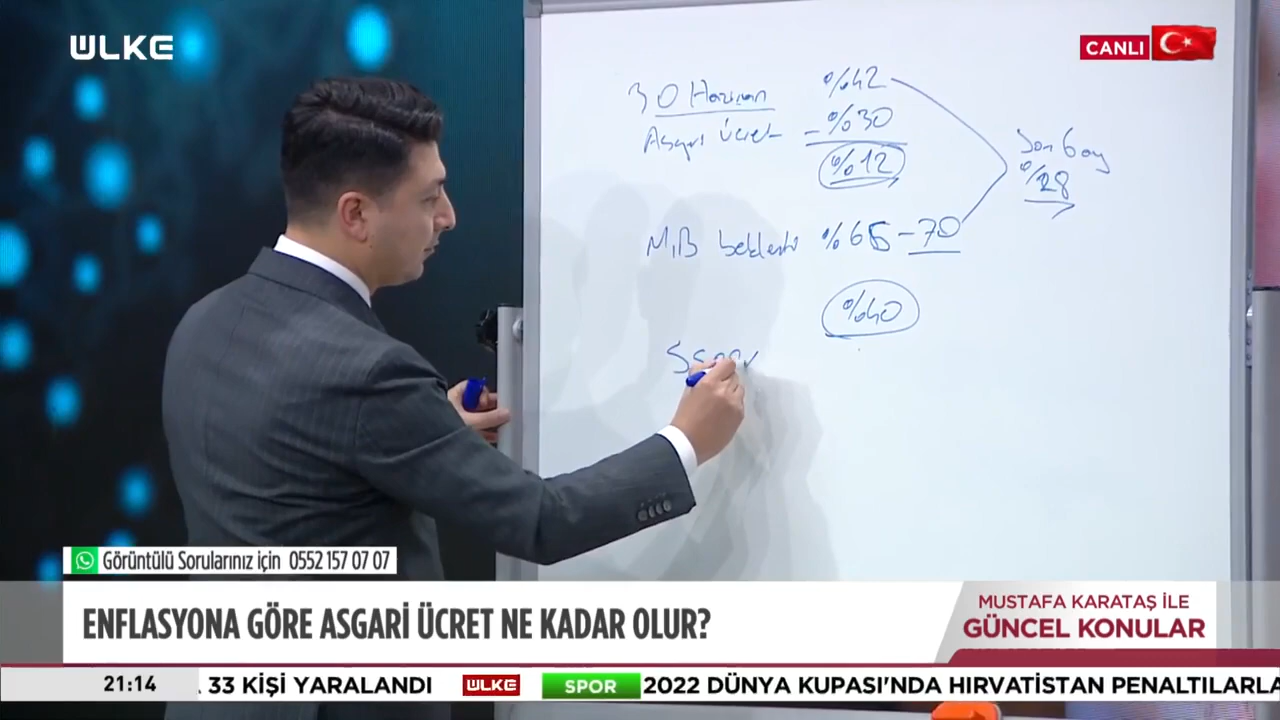 ÜLKE
CANLI
30 Haziran %42
Asgari Ücret - %30
%12
Son 6 ay
%28
M.B beklenti %65-70
%40
Görüntülü Sorularınız için 0552 157 07 07
ENFLASYONA GÖRE ASGARİ ÜCRET NE KADAR OLUR?
MUSTAFA KARATAŞ İLE
GÜNCEL KONULAR
21:14 33 KİŞİ YARALANDI ÜLKE SPOR 2022 DÜNYA KUPASI'NDA HIRVATİSTAN PENALTILARLA